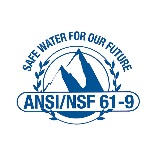 SAFE WATER FOR OUR FUTURE
ANSI/NSF 61-9